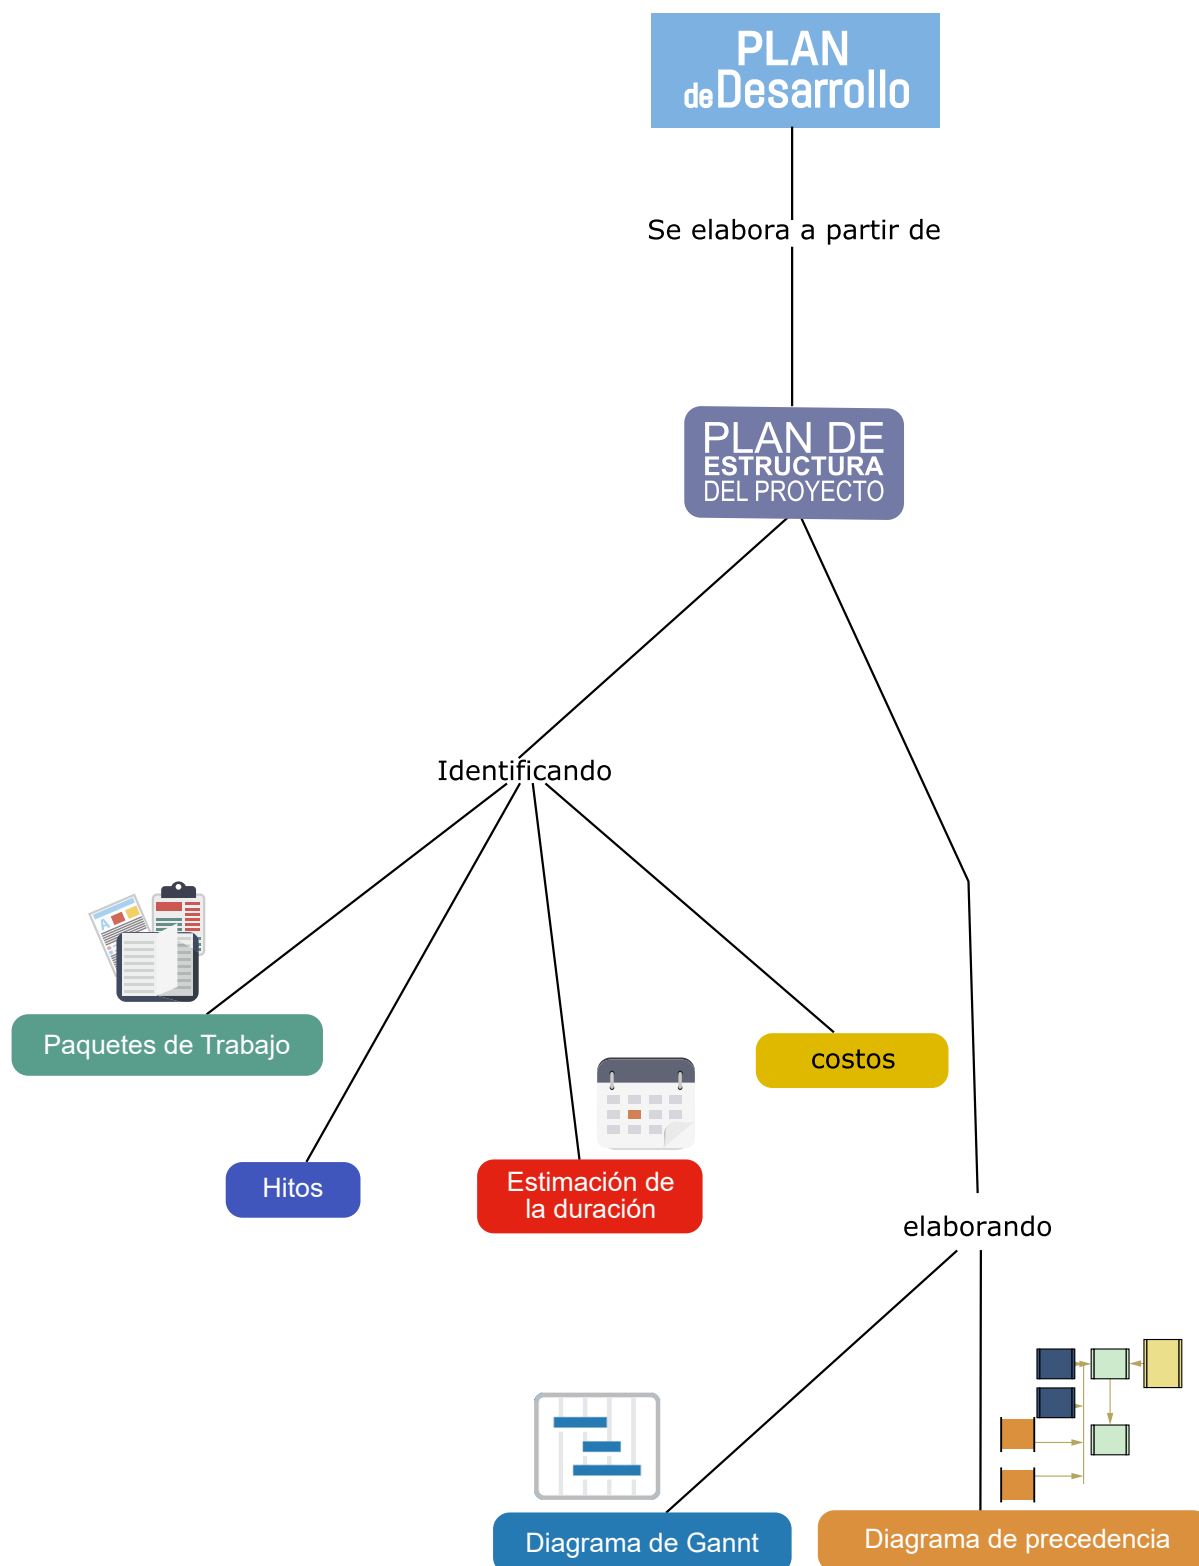 PLAN
de Desarrollo
Se elabora a partir de
PLAN DE
ESTRUCTURA
DEL PROYECTO
Identificando
A
Paquetes de Trabajo
costos
Hitos
Estimación de
la duración
elaborando
Diagrama de Gannt
Diagrama de precedencia